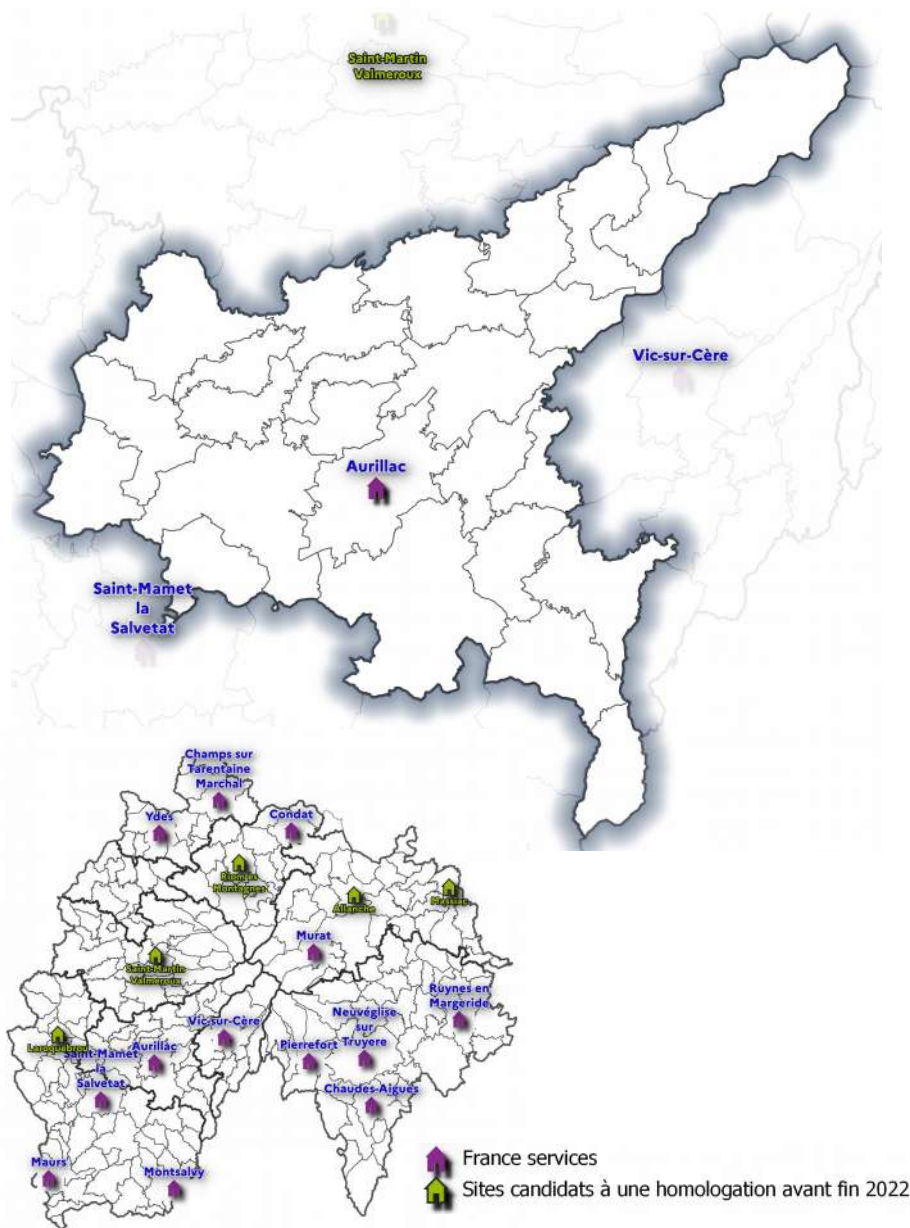 Saint-Martin
Valmeroux
Vic-sur-Cère
Aurillac
Saint-Mamet
la
Salvetat
Champs sur
Tarentaine
Marchal
Ydes
Condat
Riom es
Montagnes
Allanche
Massiac
Murat
Saint-Martin
Valmeroux
Ruynes en
Margeride
Neuvéglise
sur
Truyere
Vic-sur-Cère
Pierrefort
Laroquebrou
Aurillac
Saint-Mamet
la
Salvetat
Chaudes-Aigues
Maurs
Montsalvy
France services
Sites candidats à une homologation avant fin 2022